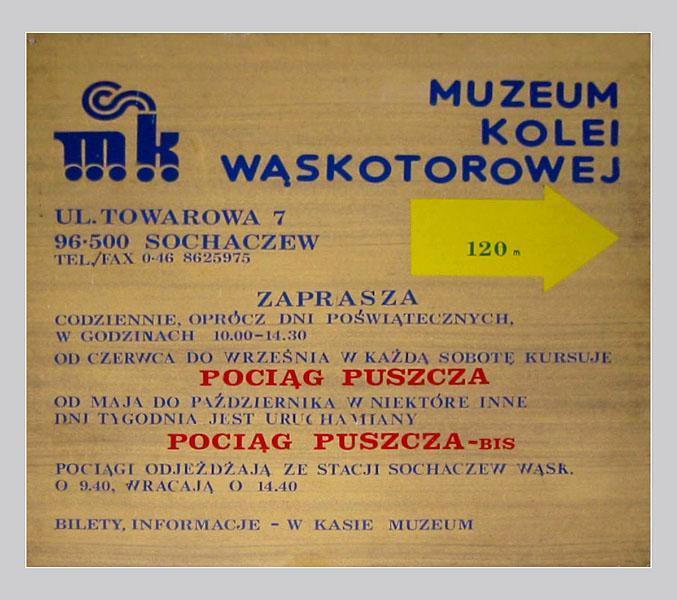 mk
MUZEUM
KOLEI
WĄSKOTOROWEJ
UL. TOWAROWA 7
96-500 SOCHACZEW
TEL/FAX 0-46 8625975
120 m
ZAPRASZA
CODZIENNIE, OPRÓCZ DNI POŚWIĄTECZNYCH,
W GODZINACH 10.00-14.30
OD CZERWCA DO WRZEŚNIA W KAŻDĄ SOBOTĘ KURSUJE
POCIĄG PUSZCZA
OD MAJA DO PAŹDZIERNIKA W NIEKTÓRE INNE
DNI TYGODNIA JEST URUCHAMIANY
POCIĄG PUSZCZA-BIS
POCIĄGI ODJEŻDŻAJĄ ZE STACJI SOCHACZEW WĄSK.
O 9.40, WRACAJĄ O 14.40
BILETY, INFORMACJE - W KASIE MUZEUM